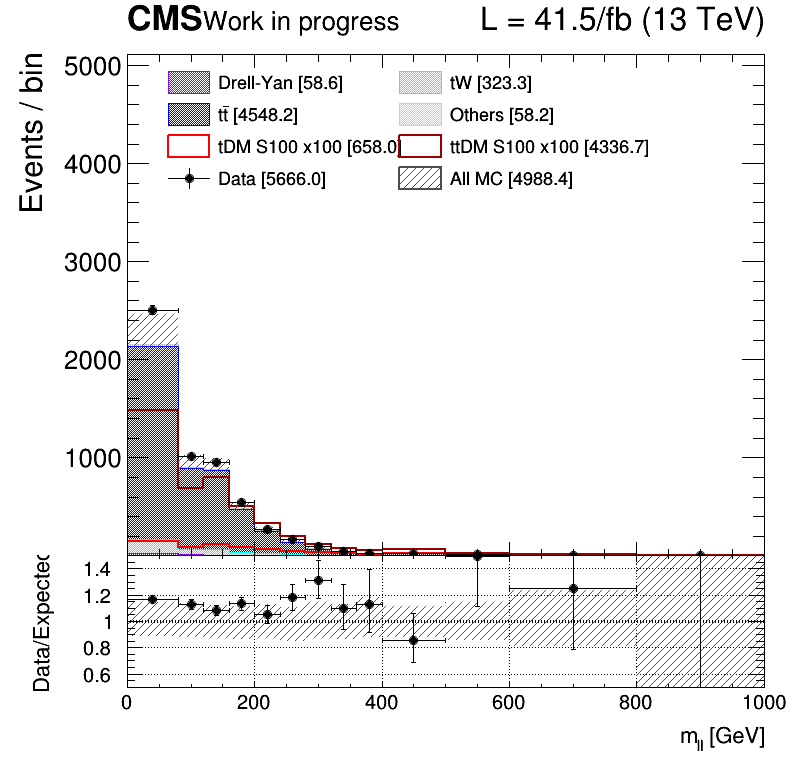 CMS Work in progress L = 41.5/fb (13 TeV)
Events / bin
5000
4000
3000
2000
1000
Drell-Yan [58.6] tW [323.3]
tt̄ [4548.2] Others [58.2]
tDM S100 x100 [658.0] ttDM S100 x100 [4336.7]
Data [5666.0] All MC [4988.4]
Data/Expected
1.4
1.2
1
0.8
0.6
0 200 400 600 800 1000
m_ll [GeV]